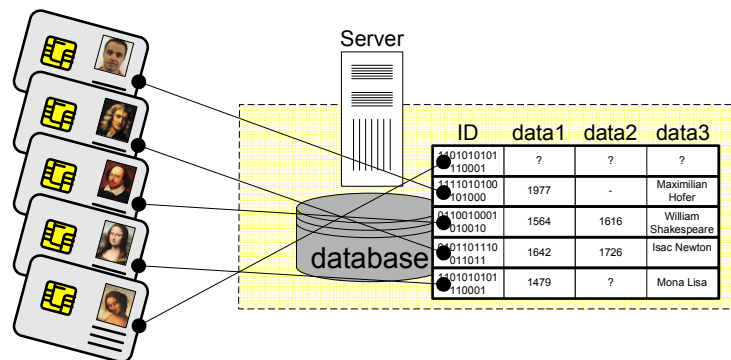 Server
database
ID data1 data2 data3
1101010101
110001
? ? ?
1111010100
101000
1977 -
Maximilian
Hofer
0110010001
010010
1564 1616
William
Shakespeare
0101101110
011011
1642 1726 Isac Newton
1101010101
110001
1479 ? Mona Lisa